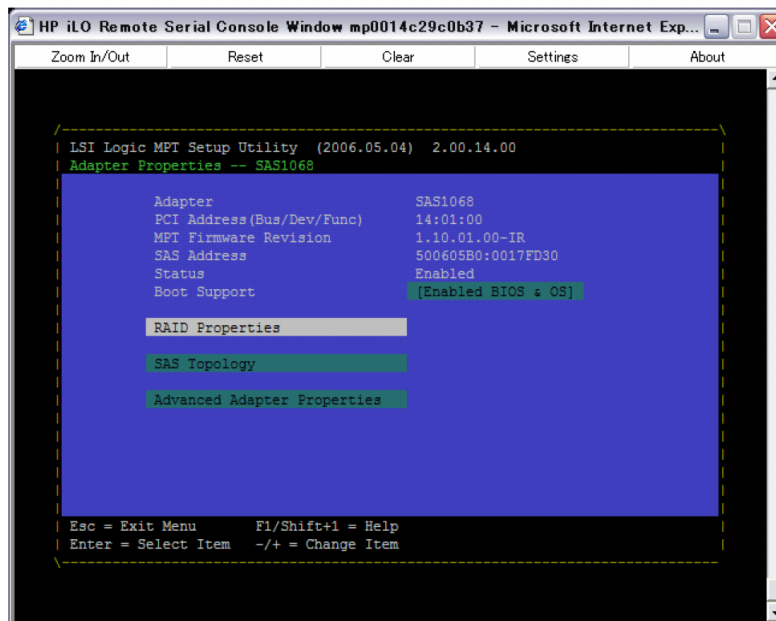 HP iLO Remote Serial Console Window mp0014c29c0b37 - Microsoft Internet Exp...
Zoom In/Out Reset Clear Settings About
LSI Logic MPT Setup Utility (2006.05.04) 2.00.14.00
Adapter Properties -- SAS1068
Adapter SAS1068
PCI Address(Bus/Dev/Func) 14:01:00
MPT Firmware Revision 1.10.01.00-IR
SAS Address 500605B0:0017FD30
Status Enabled
Boot Support [Enabled BIOS & OS]
RAID Properties
SAS Topology
Advanced Adapter Properties
Esc = Exit Menu F1/Shift+1 = Help
Enter = Select Item -/+ = Change Item